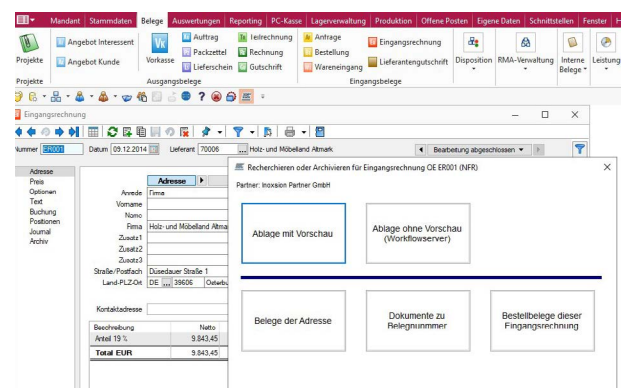 Mandant Stammdaten Belege Auswertungen Reporting PC-Kasse Lagerverwaltung Produktion Offene Posten Eigene Daten Schnittstellen Fenster
Projekte Angebot Interessent Angebot Kunde Vorkasse Auftrag Packzettel Lieferschein Teilrechnung Rechnung Gutschrift Anfrage Bestellung Wareneingang Eingangsrechnung Lieferantengutschrift Disposition RMA-Verwaltung Interne Belege Leistung
Projekte Ausgangsbelege Eingangsbelege
Eingangsrechnung
Nummer ER001 Datum 09.12.2014 Lieferant 70006 ... Holz- und Möbelland Altmark Bearbeitung abgeschlossen
Adresse
Preis
Optionen
Text
Buchung
Positionen
Journal
Archiv
Adresse
Anrede Firma
Vorname
Name
Firma Holz- und Möbelland Altma
Zusatz1
Zusatz2
Zusatz3
Straße/Postfach Düsedauer Straße 1
Land-PLZ-Ort DE ... 39606 Osterbu
Kontaktadresse
Beschreibung Netto
Anteil 19 % 9.843,45
Total EUR 9.843,45
Recherchieren oder Archivieren für Eingangsrechnung OE ER001 (NFR)
Partner: Inoxsion Partner GmbH
Ablage mit Vorschau
Ablage ohne Vorschau
(Workflowserver)
Belege der Adresse
Dokumente zu
Belegnummmer
Bestellbelege dieser
Eingangsrechnung